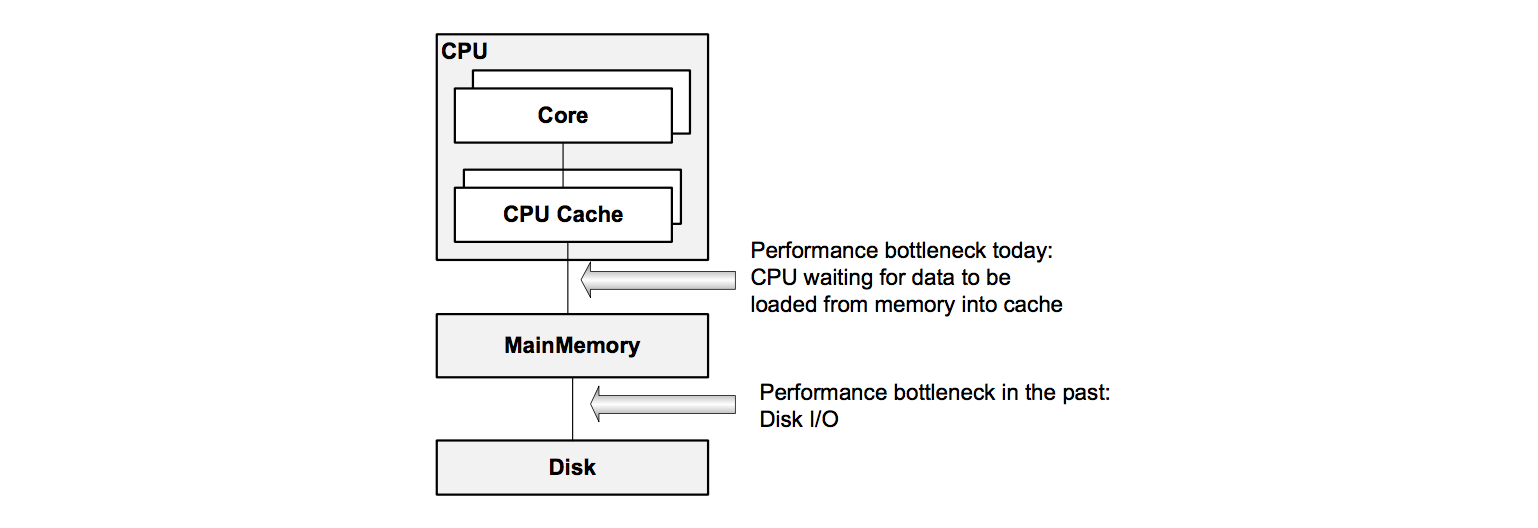 CPU
Core
CPU Cache
Performance bottleneck today:
CPU waiting for data to be
loaded from memory into cache
MainMemory
Performance bottleneck in the past:
Disk I/O
Disk